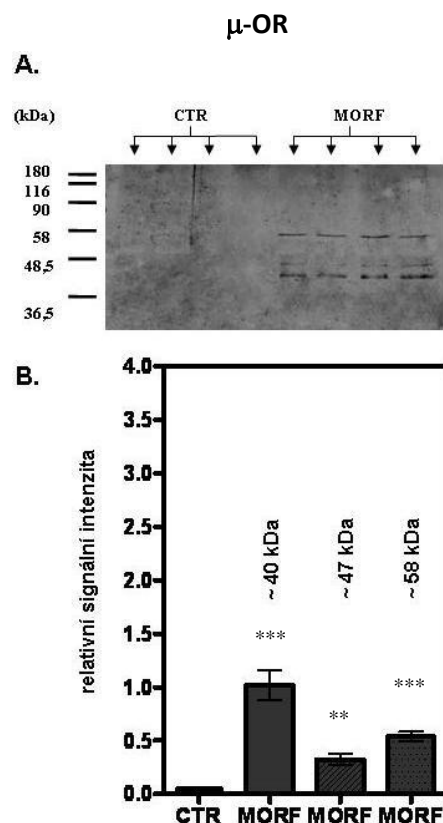 μ-OR
A.
(kDa)
CTR
MORF
180
116
90
58
48,5
36,5
B.
relativní signální intenzita
4.0
3.5
3.0
2.5
2.0
1.5
1.0
0.5
0.0
~ 40 kDa
~ 47 kDa
~ 58 kDa
***
**
***
CTR MORF MORF MORF